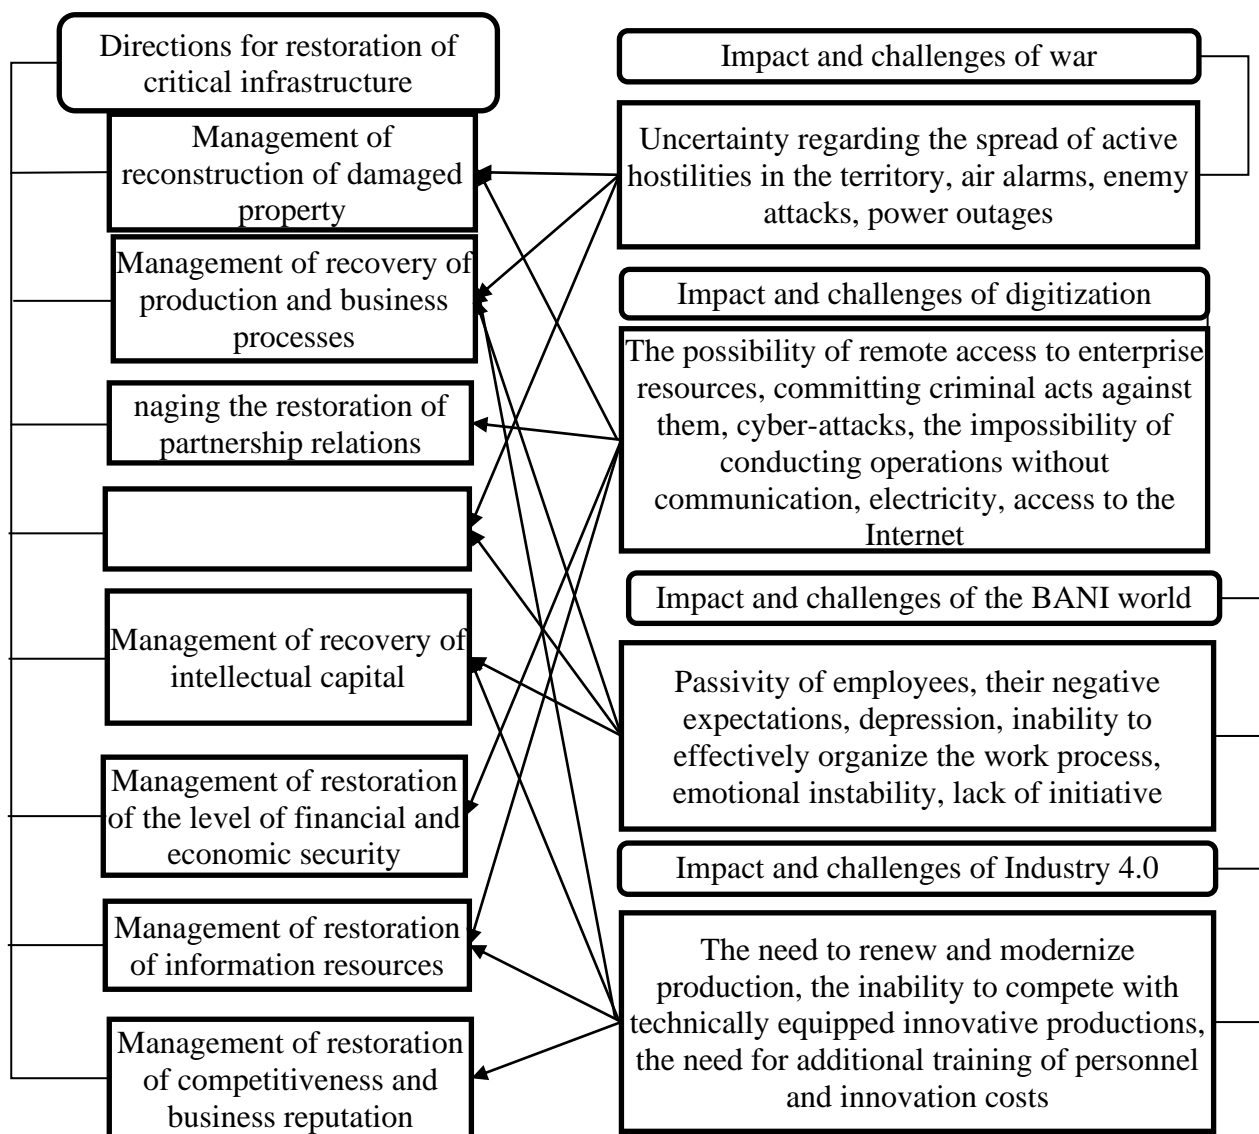 Directions for restoration of
critical infrastructure
Management of
reconstruction of damaged
property
Management of recovery of
production and business
processes
naging the restoration of
partnership relations
Management of recovery of
intellectual capital
Management of restoration
of the level of financial and
economic security
Management of restoration
of information resources
Management of restoration
of competitiveness and
business reputation
Impact and challenges of war
Uncertainty regarding the spread of active
hostilities in the territory, air alarms, enemy
attacks, power outages
Impact and challenges of digitization
The possibility of remote access to enterprise
resources, committing criminal acts against
them, cyber-attacks, the impossibility of
conducting operations without
communication, electricity, access to the
Internet
Impact and challenges of the BANI world
Passivity of employees, their negative
expectations, depression, inability to
effectively organize the work process,
emotional instability, lack of initiative
Impact and challenges of Industry 4.0
The need to renew and modernize
production, the inability to compete with
technically equipped innovative productions,
the need for additional training of personnel
and innovation costs